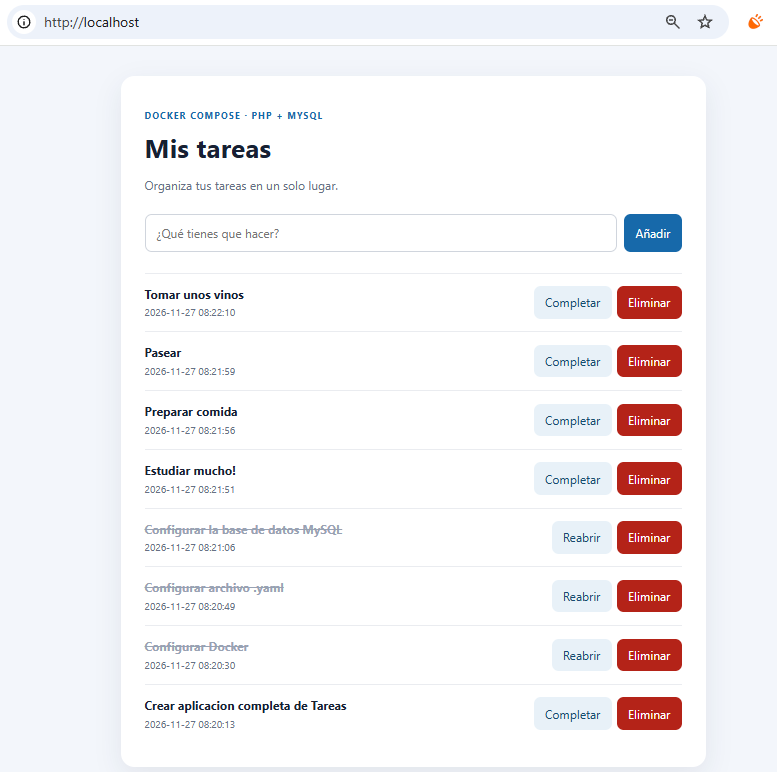 http://localhost
DOCKER COMPOSE · PHP + MYSQL
Mis tareas
Organiza tus tareas en un solo lugar.
¿Qué tienes que hacer? Añadir
Tomar unos vinos
2026-11-27 08:22:10
Completar Eliminar
Pasear
2026-11-27 08:21:59
Completar Eliminar
Preparar comida
2026-11-27 08:21:56
Completar Eliminar
Estudiar mucho!
2026-11-27 08:21:51
Completar Eliminar
Configurar la base de datos MySQL
2026-11-27 08:21:06
Reabrir Eliminar
Configurar archivo .yaml
2026-11-27 08:20:49
Reabrir Eliminar
Configurar Docker
2026-11-27 08:20:30
Reabrir Eliminar
Crear aplicacion completa de Tareas
2026-11-27 08:20:13
Completar Eliminar